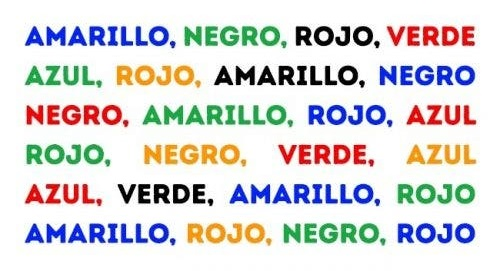 AMARILLO, NEGRO, ROJO, VERDE
AZUL, ROJO, AMARILLO, NEGRO
NEGRO, AMARILLO, ROJO, AZUL
ROJO, NEGRO, VERDE, AZUL
AZUL, VERDE, AMARILLO, ROJO
AMARILLO, ROJO, NEGRO, ROJO